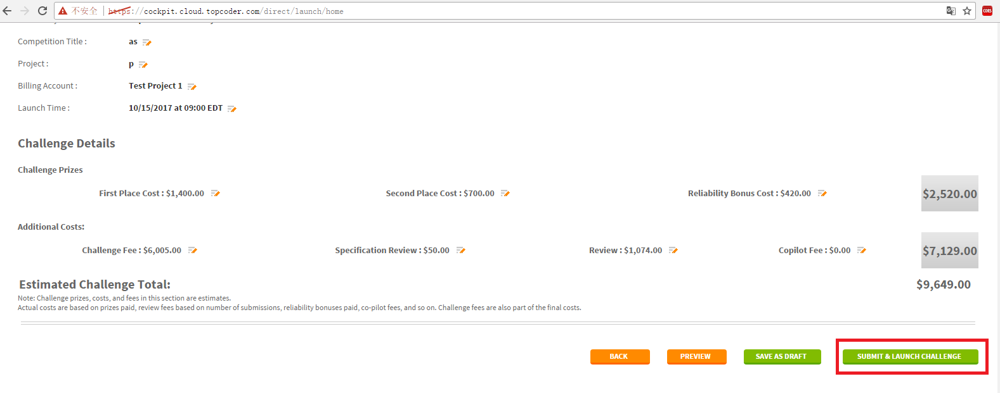 不安全 https://cockpit.cloud.topcoder.com/direct/launch/home
CORS
Competition Title : as
Project : p
Billing Account : Test Project 1
Launch Time : 10/15/2017 at 09:00 EDT
Challenge Details
Challenge Prizes
First Place Cost : $1,400.00 Second Place Cost : $700.00 Reliability Bonus Cost : $420.00 $2,520.00
Additional Costs:
Challenge Fee : $6,005.00 Specification Review : $50.00 Review : $1,074.00 Copilot Fee : $0.00 $7,129.00
Estimated Challenge Total: $9,649.00
Note: Challenge prizes, costs, and fees in this section are estimates.
Actual costs are based on prizes paid, review fees based on number of submissions, reliability bonuses paid, co-pilot fees, and so on. Challenge fees are also part of the final costs.
BACK PREVIEW SAVE AS DRAFT SUBMIT & LAUNCH CHALLENGE